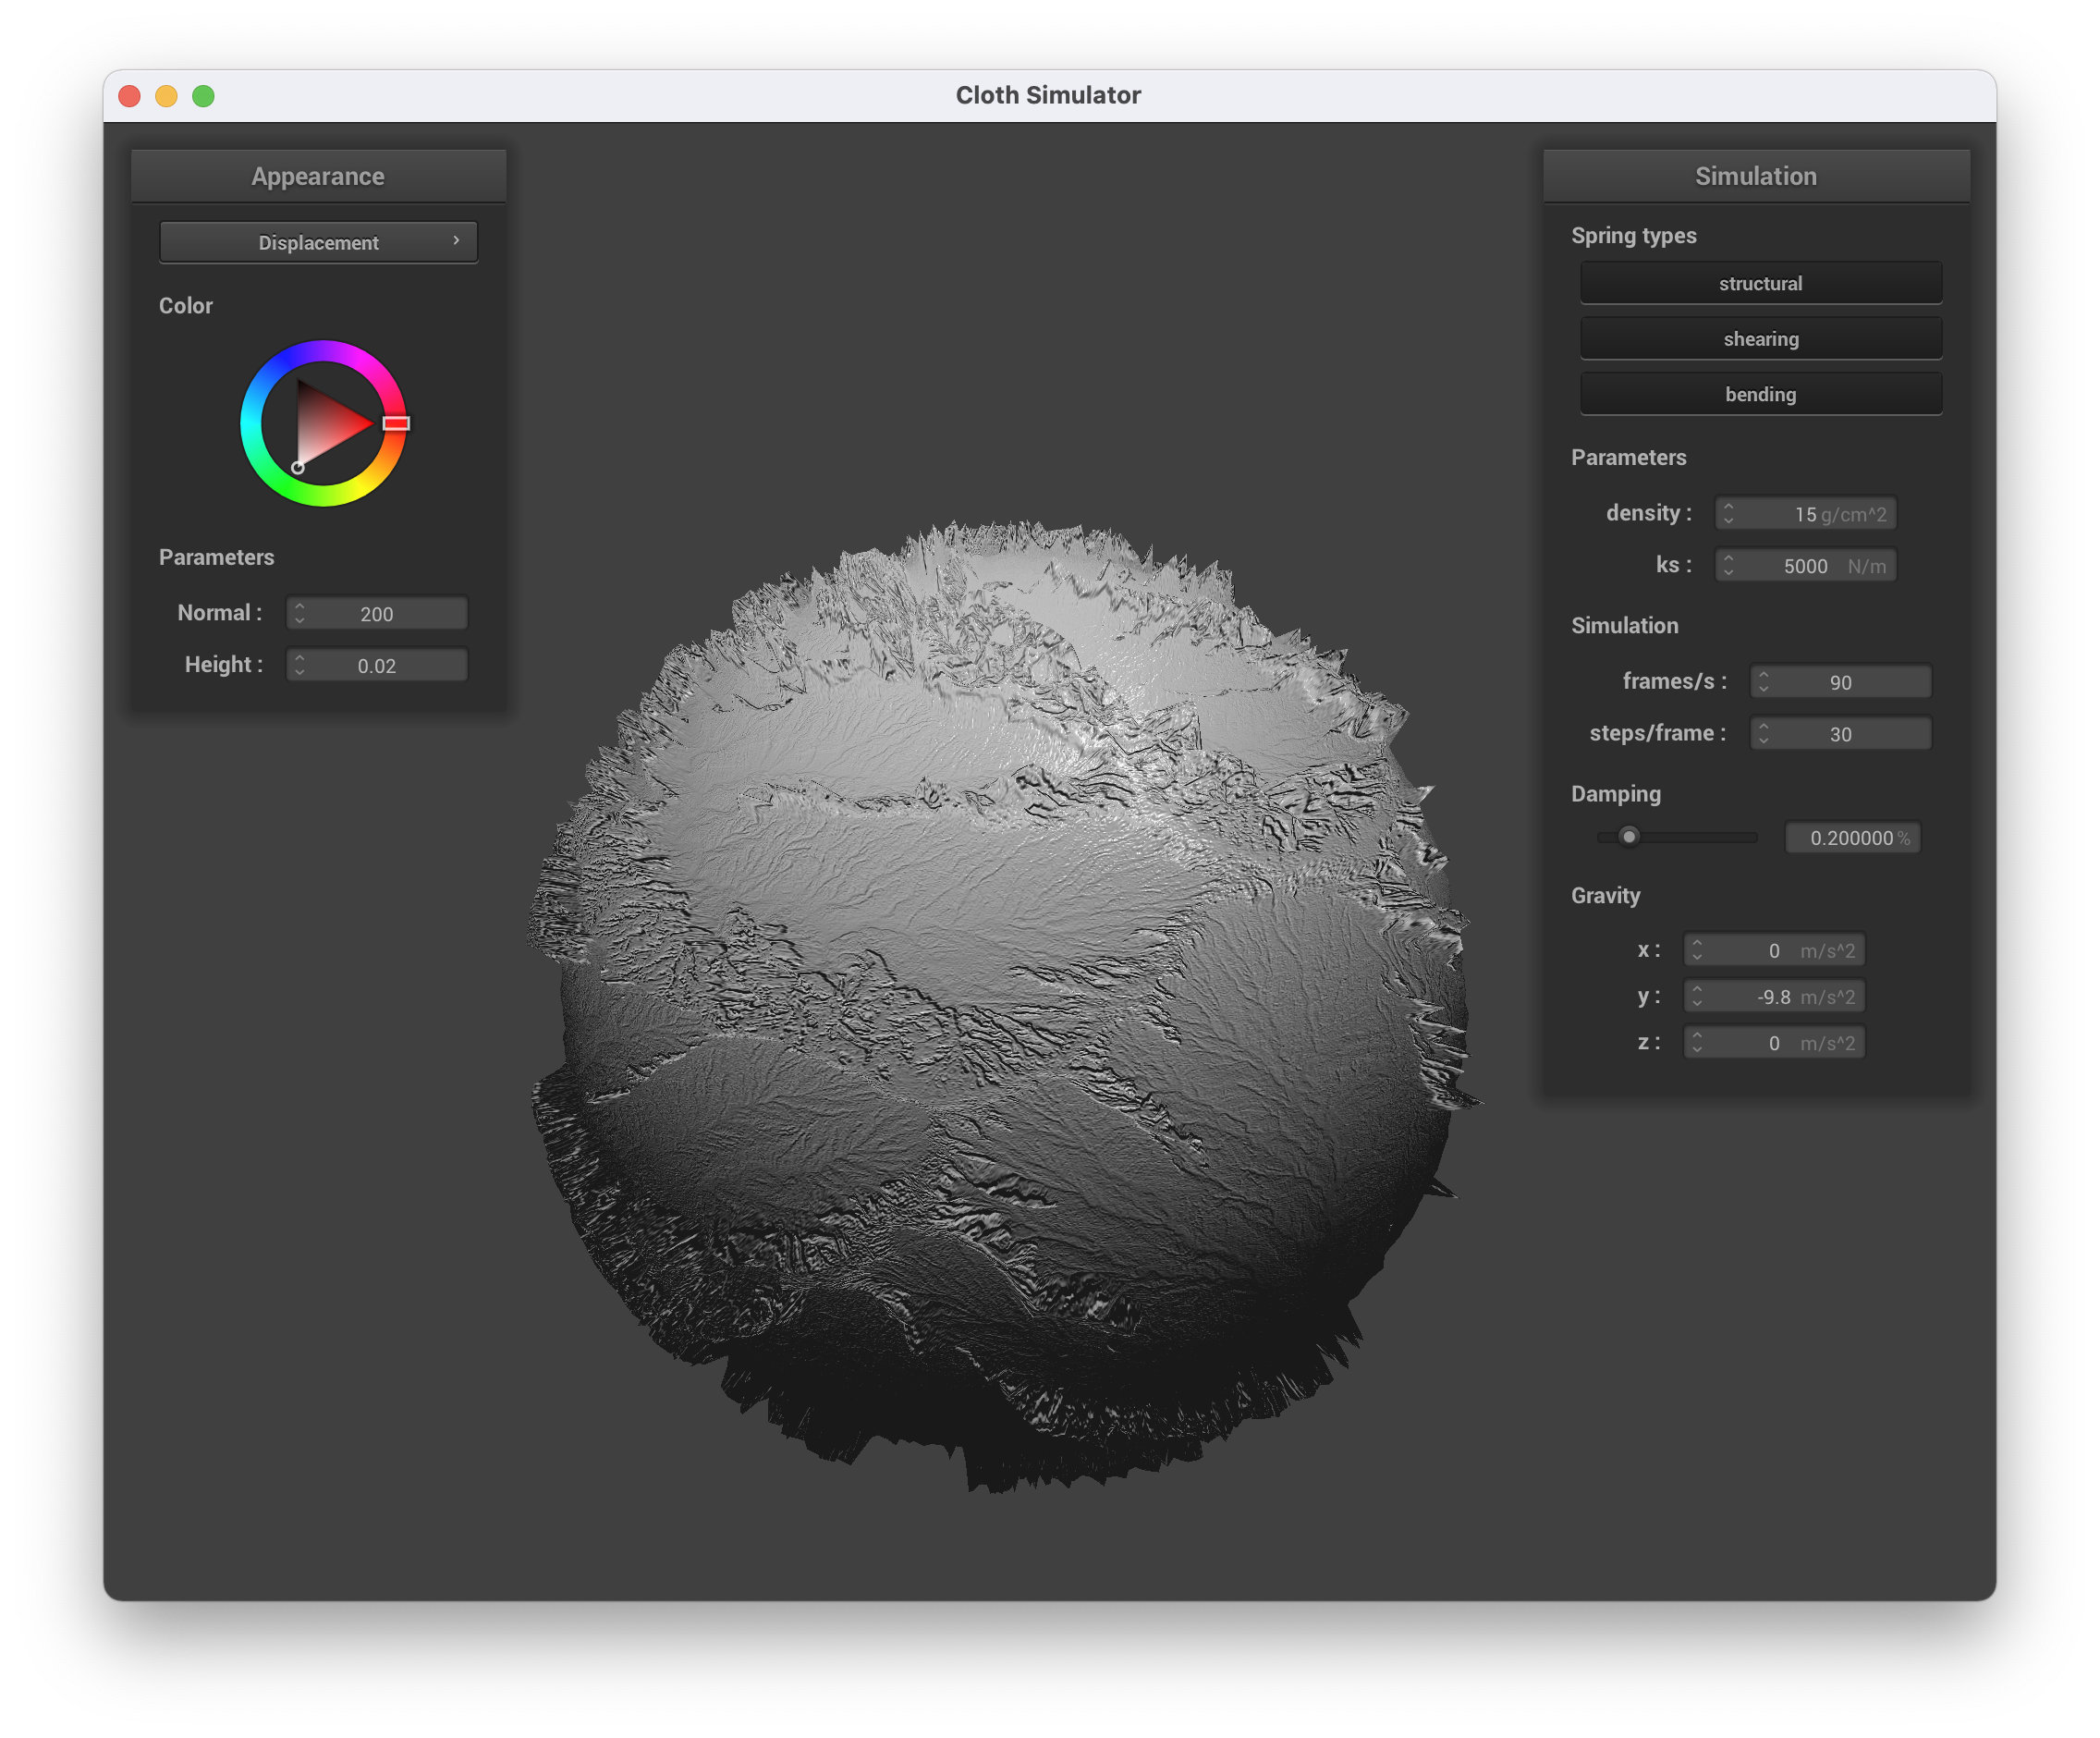 Cloth Simulator
Appearance
Displacement
Color
Parameters
Normal : 200
Height : 0.02
Simulation
Spring types
structural
shearing
bending
Parameters
density : 15 g/cm^2
ks : 5000 N/m
Simulation
frames/s : 90
steps/frame : 30
Damping
0.200000 %
Gravity
x : 0 m/s^2
y : -9.8 m/s^2
z : 0 m/s^2